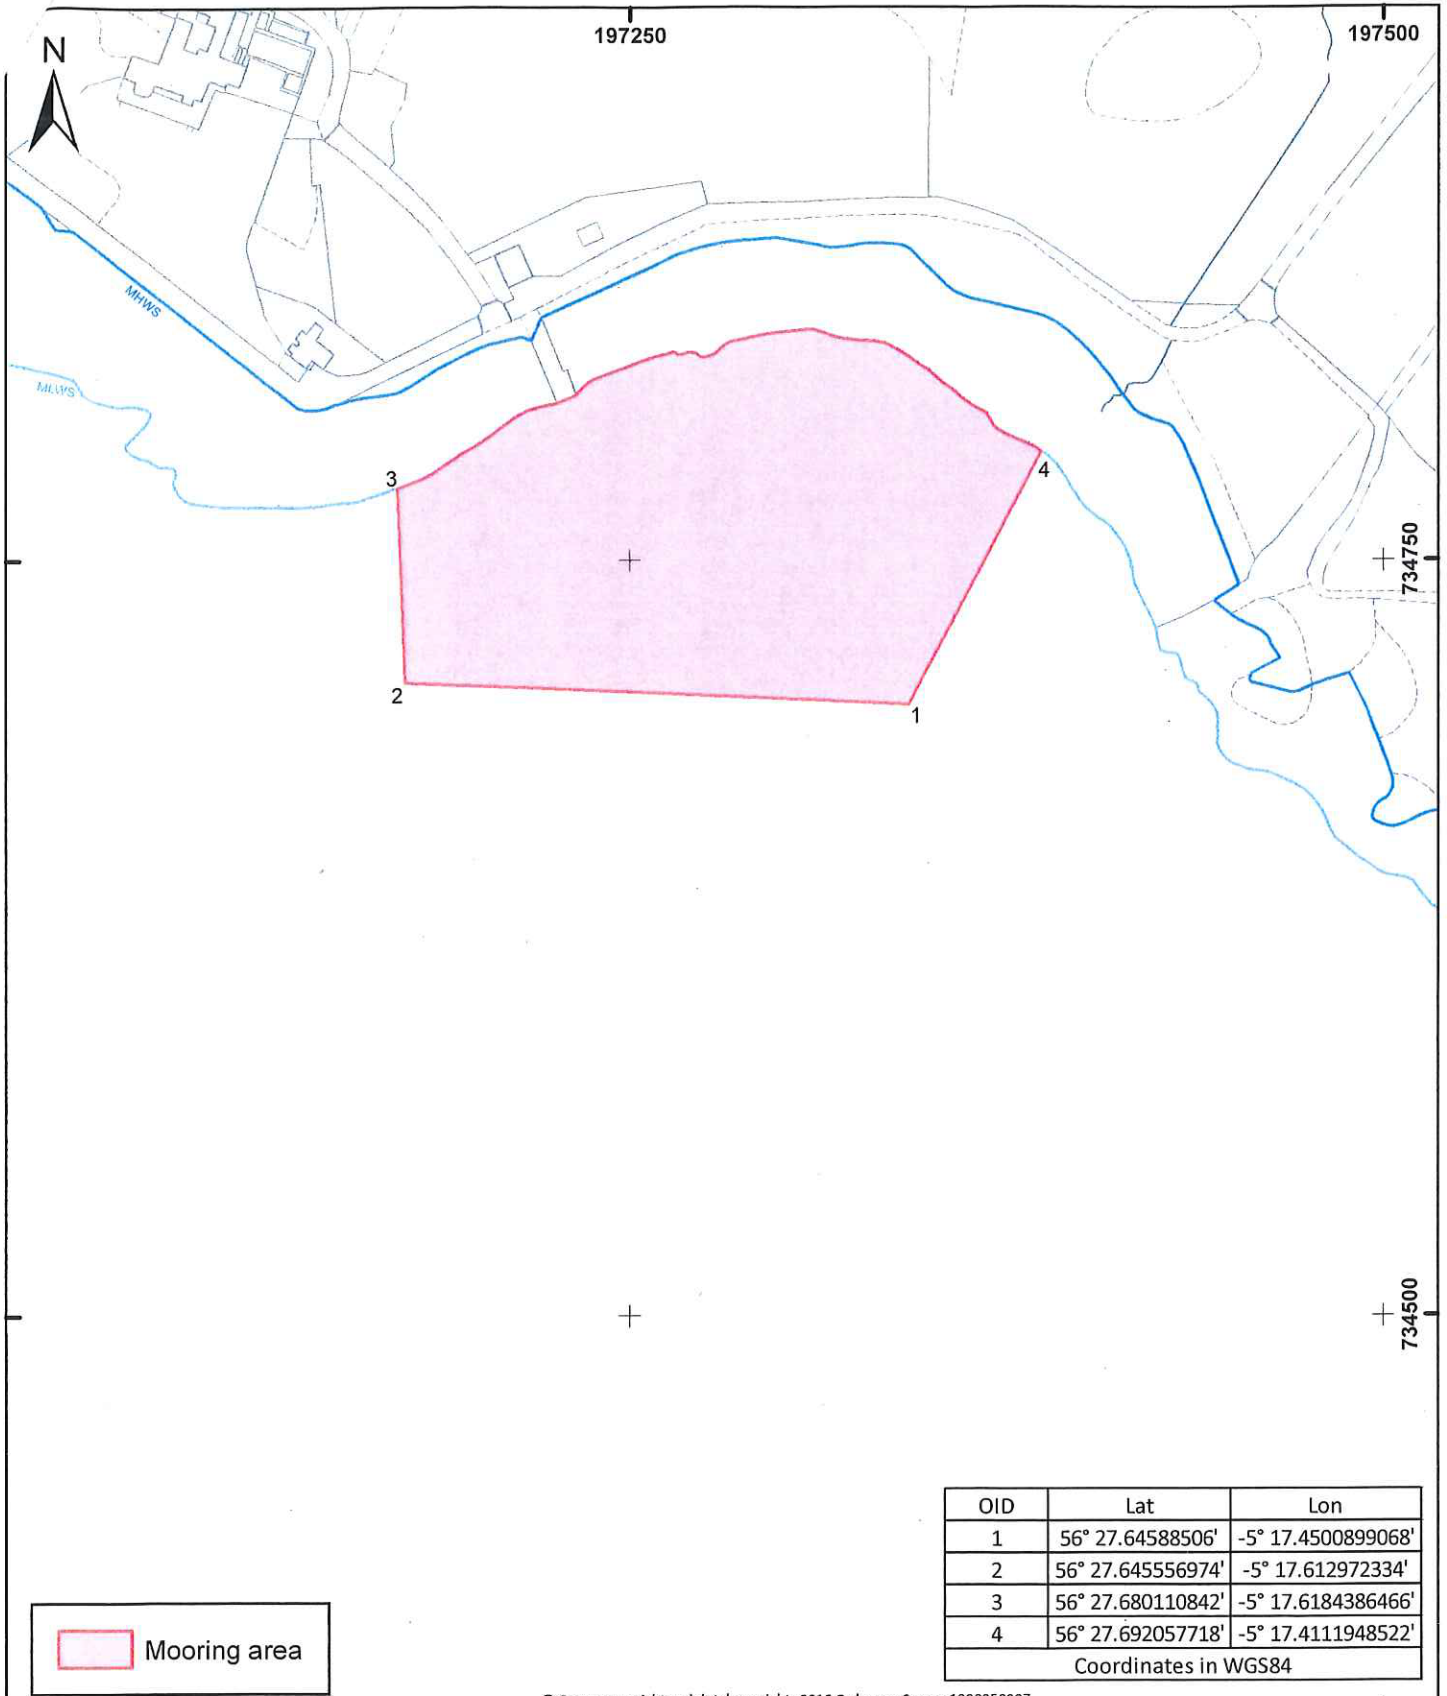 N
197250
197500
MHWS
MLWS
3
4
734750
2
1
734500
OID Lat Lon
1 56° 27.64588506' -5° 17.4500899068'
2 56° 27.645556974' -5° 17.612972334'
3 56° 27.680110842' -5° 17.6184386466'
4 56° 27.692057718' -5° 17.4111948522'
Coordinates in WGS84
Mooring area